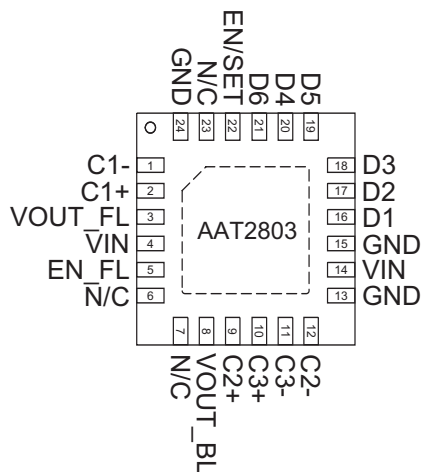 GND
N/C
EN/SET
D6
D4
D5
24
23
22
21
20
19
C1- 1
C1+ 2
VOUT_FL 3
VIN 4
EN_FL 5
N/C 6
AAT2803
18 D3
17 D2
16 D1
15 GND
14 VIN
13 GND
7
8
9
10
11
12
N/C
VOUT_BL
C2+
C3+
C3-
C2-